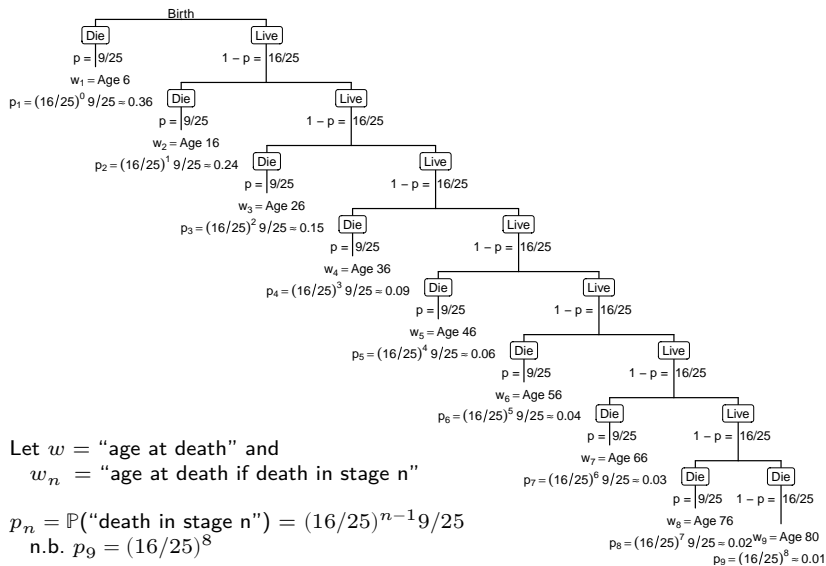 Birth
Die Live
p = 9/25 1 − p = 16/25
w₁ = Age 6
p₁ = (16/25)⁰ 9/25 ≈ 0.36
Die Live
p = 9/25 1 − p = 16/25
w₂ = Age 16
p₂ = (16/25)¹ 9/25 ≈ 0.24
Die Live
p = 9/25 1 − p = 16/25
w₃ = Age 26
p₃ = (16/25)² 9/25 ≈ 0.15
Die Live
p = 9/25 1 − p = 16/25
w₄ = Age 36
p₄ = (16/25)³ 9/25 ≈ 0.09
Die Live
p = 9/25 1 − p = 16/25
w₅ = Age 46
p₅ = (16/25)⁴ 9/25 ≈ 0.06
Die Live
p = 9/25 1 − p = 16/25
w₆ = Age 56
p₆ = (16/25)⁵ 9/25 ≈ 0.04
Die Live
p = 9/25 1 − p = 16/25
w₇ = Age 66
p₇ = (16/25)⁶ 9/25 ≈ 0.03
Die Die
p = 9/25 1 − p = 16/25
w₈ = Age 76
p₈ = (16/25)⁷ 9/25 ≈ 0.02
w₉ = Age 80
p₉ = (16/25)⁸ ≈ 0.01
Let w = “age at death” and
wₙ = “age at death if death in stage n”
pₙ = ℙ(“death in stage n”) = (16/25)ⁿ⁻¹9/25
n.b. p₉ = (16/25)⁸